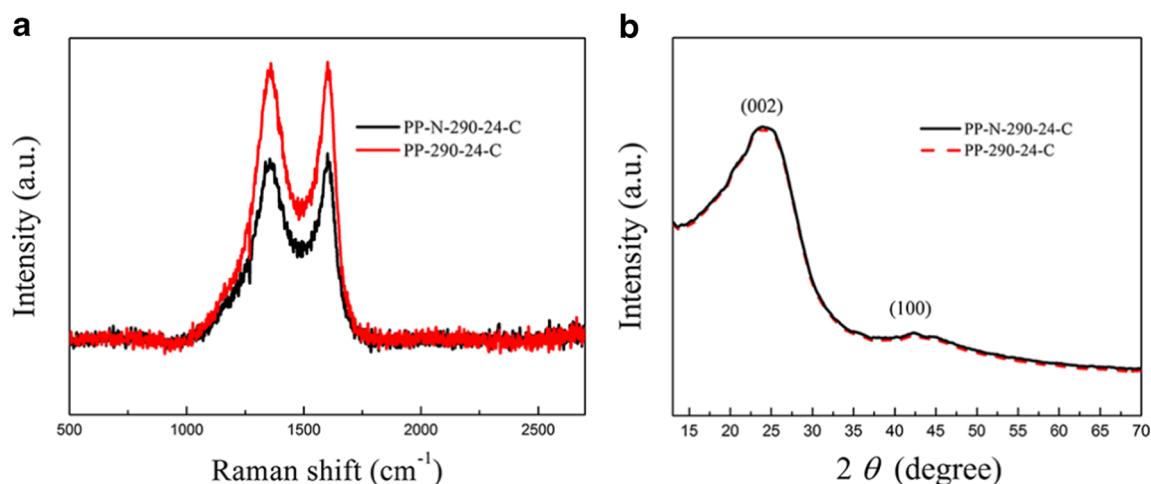 a
PP-N-290-24-C
PP-290-24-C
Intensity (a.u.)
500 1000 1500 2000 2500
Raman shift (cm⁻¹)
b
(002)
PP-N-290-24-C
PP-290-24-C
(100)
Intensity (a.u.)
15 20 25 30 35 40 45 50 55 60 65 70
2 θ (degree)